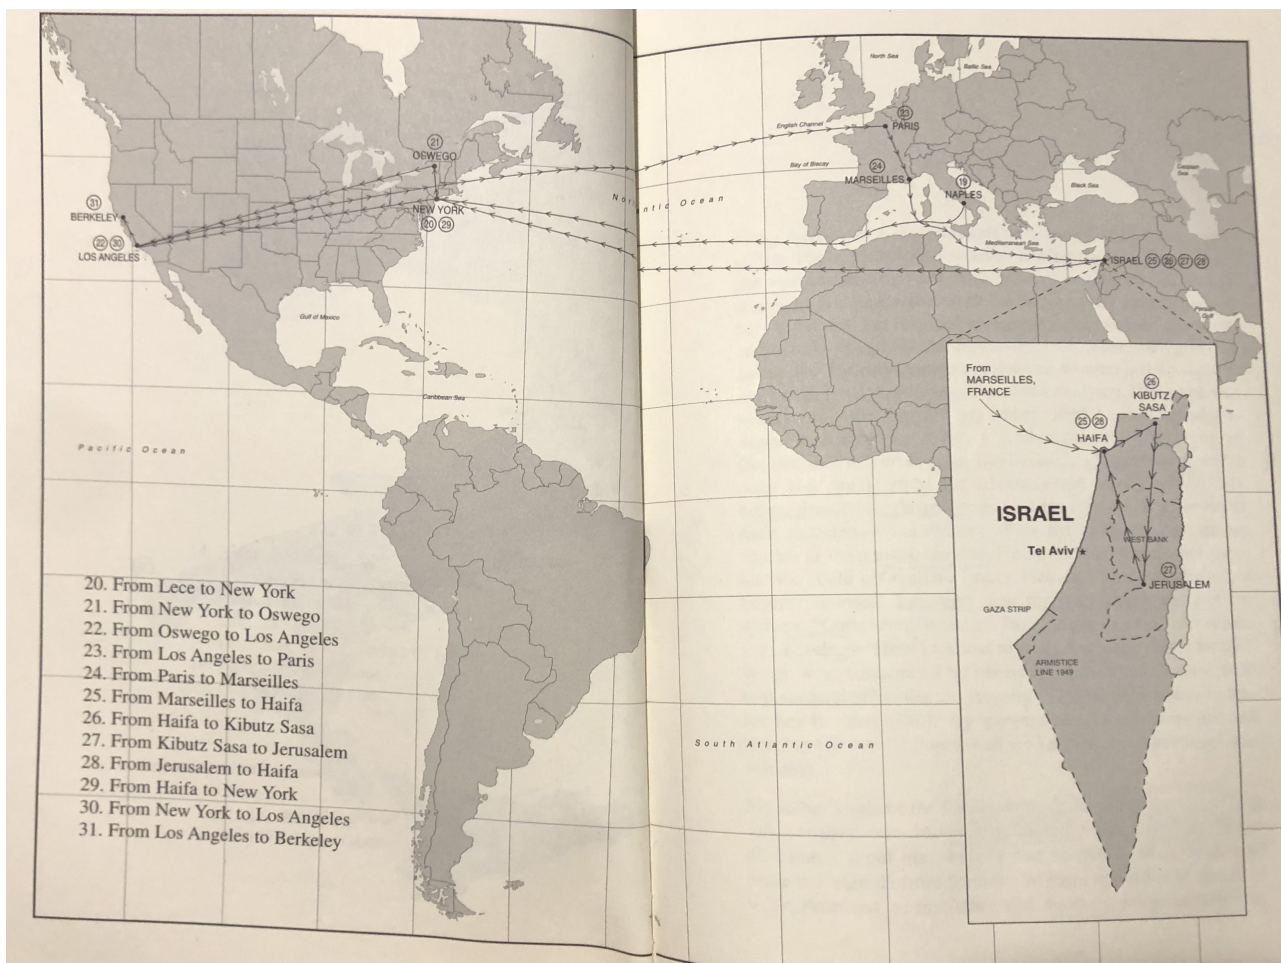 21
OSWEGO
31
BERKELEY
22 30
LOS ANGELES
NEW YORK
20 29
Gulf of Mexico
Caribbean Sea
Pacific Ocean
North Sea
Baltic Sea
English Channel
23
PARIS
Bay of Biscay
24
MARSEILLES
19
NAPLES
Caspian
Sea
Black Sea
antic Ocean
Mediterranean Sea
ISRAEL 25 26 27 28
Persian
Gulf
From
MARSEILLES,
FRANCE
26
KIBUTZ
SASA
25 28
HAIFA
ISRAEL
Tel Aviv
WEST BANK
27
JERUSALEM
GAZA STRIP
ARMISTICE
LINE 1949
South Atlantic Ocean
20. From Lece to New York
21. From New York to Oswego
22. From Oswego to Los Angeles
23. From Los Angeles to Paris
24. From Paris to Marseilles
25. From Marseilles to Haifa
26. From Haifa to Kibutz Sasa
27. From Kibutz Sasa to Jerusalem
28. From Jerusalem to Haifa
29. From Haifa to New York
30. From New York to Los Angeles
31. From Los Angeles to Berkeley